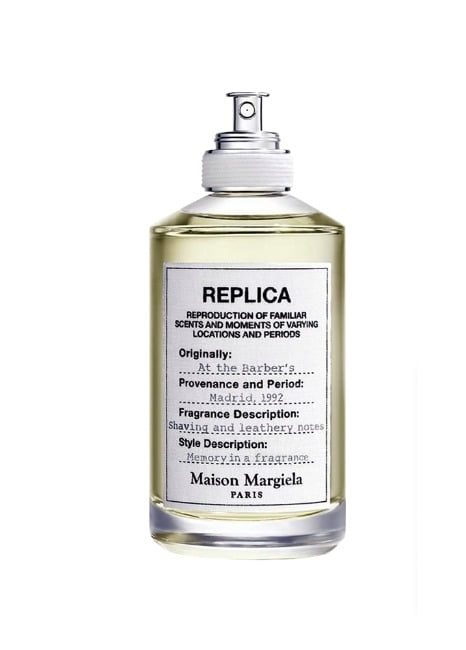 REPLICA
REPRODUCTION OF FAMILIAR
SCENTS AND MOMENTS OF VARYING
LOCATIONS AND PERIODS
Originally:
At the Barber's
Provenance and Period:
Madrid, 1992
Fragrance Description:
Shaving and leathery notes
Style Description:
Memory in a fragrance
Maison Margiela
PARIS